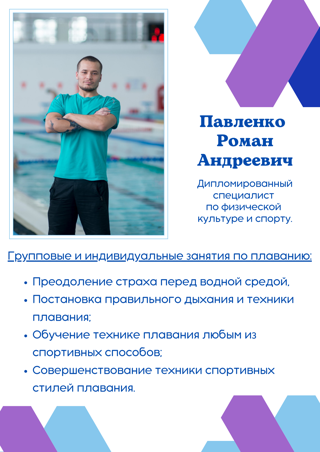 Павленко
Роман
Андреевич
Дипломированный
специалист
по физической
культуре и спорту.
Групповые и индивидуальные занятия по плаванию:
• Преодоление страха перед водной средой,
• Постановка правильного дыхания и техники
плавания;
• Обучение технике плавания любым из
спортивных способов;
• Совершенствование техники спортивных
стилей плавания.